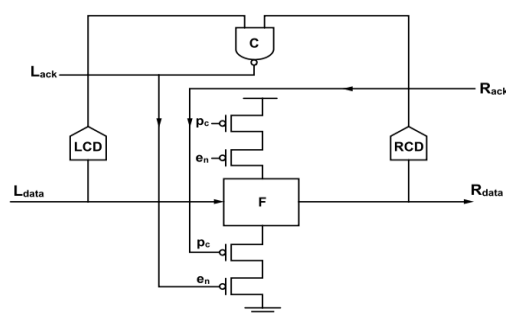 C
Lack
Rack
pc
LCD
RCD
en
Ldata
F
Rdata
pc
en